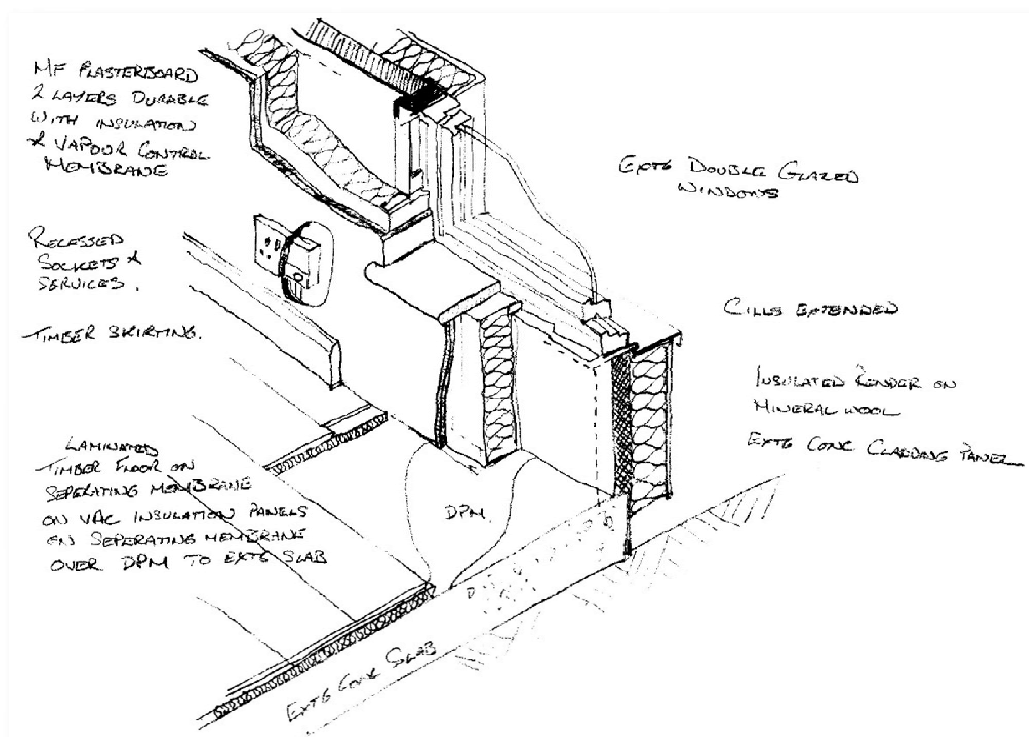 MF PLASTERBOARD
2 LAYERS DURABLE
WITH INSULATION
& VAPOUR CONTROL
MEMBRANE
EXTG DOUBLE GLAZED
WINDOWS
RECESSED
SOCKETS &
SERVICES.
TIMBER SKIRTING.
CILLS EXTENDED
INSULATED RENDER ON
MINERAL WOOL
EXTG CONC CLADDING PANEL
LAMINATED
TIMBER FLOOR ON
SEPERATING MEMBRANE
ON VAC INSULATION PANELS
ON SEPERATING MEMBRANE
OVER DPM TO EXTG SLAB
DPM
EXTG CONC SLAB